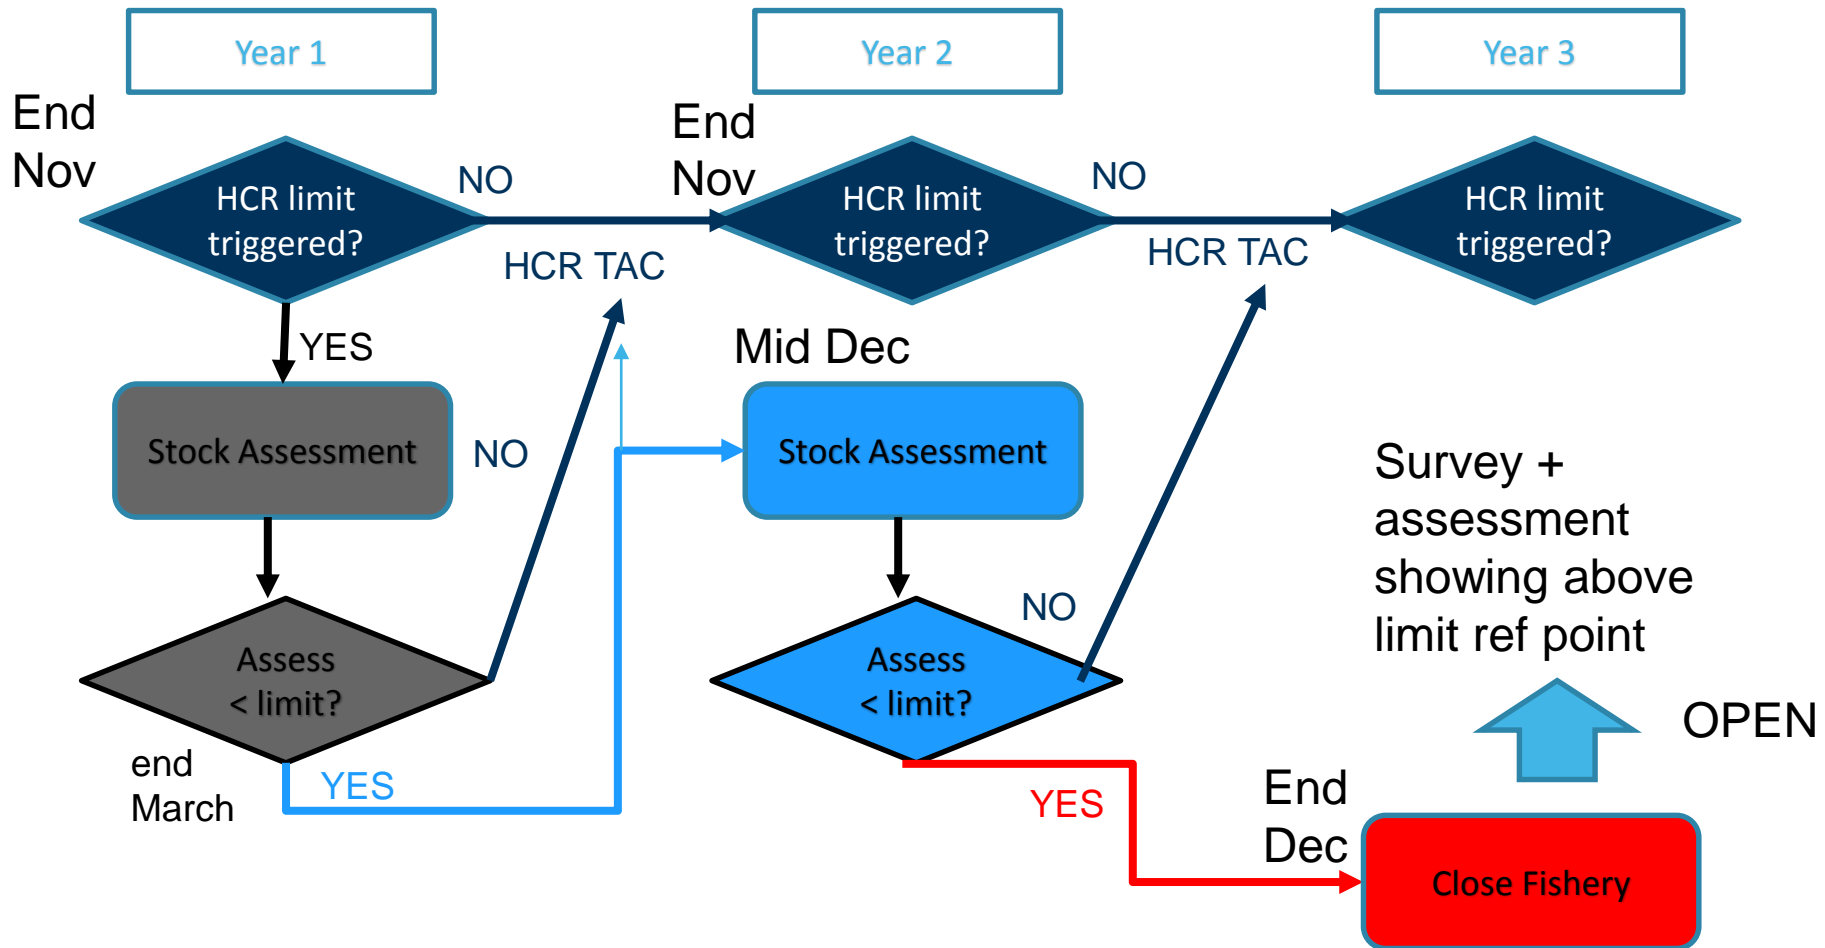 Year 1
Year 2
Year 3
End
Nov
HCR limit
triggered?
NO
HCR TAC
End
Nov
HCR limit
triggered?
NO
HCR TAC
HCR limit
triggered?
YES
Stock Assessment
NO
Mid Dec
Stock Assessment
Survey +
assessment
showing above
limit ref point
Assess
< limit?
end
March
YES
Assess
< limit?
NO
YES
OPEN
End
Dec
Close Fishery